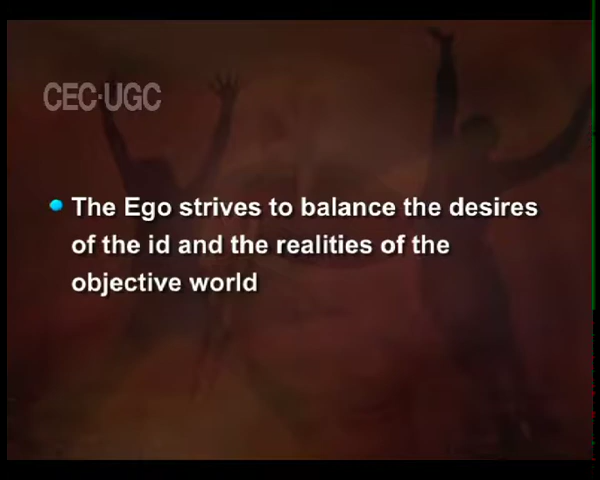 CEC-UGC
The Ego strives to balance the desires
of the id and the realities of the
objective world